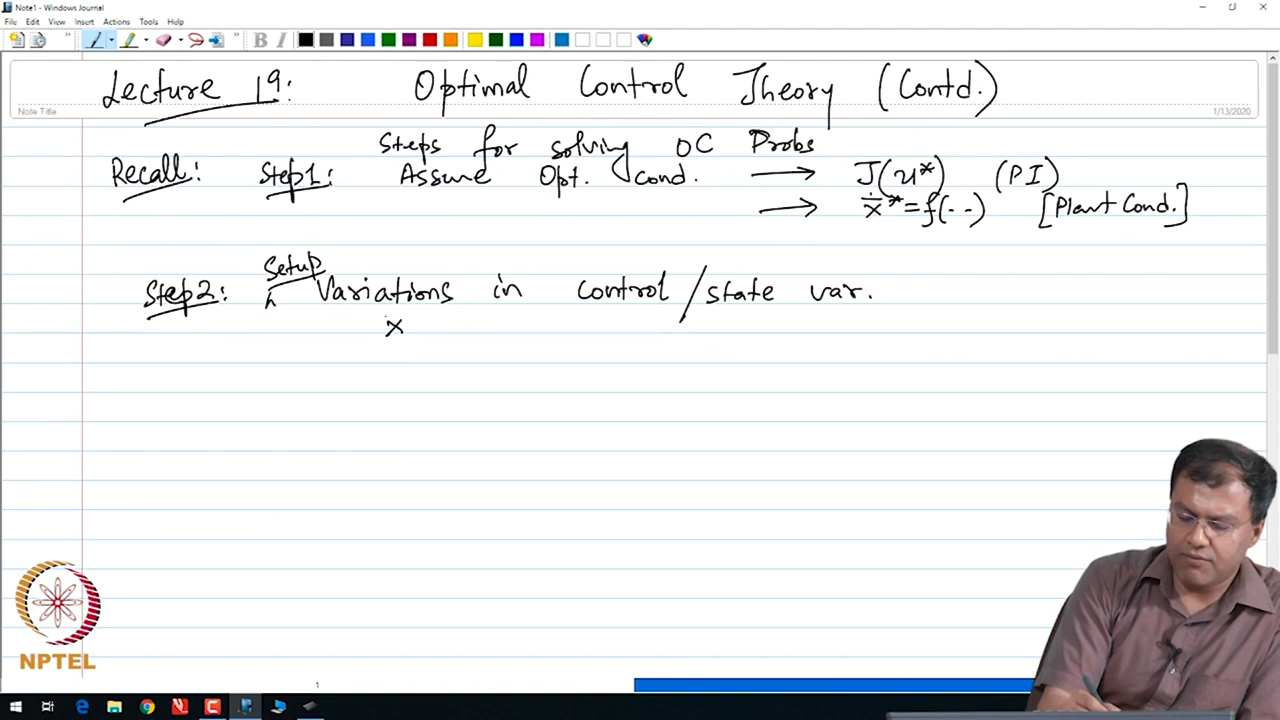 Note1 - Windows Journal
File Edit View Insert Actions Tools Help
B I
Lecture 19: Optimal Control Theory (Contd.)
Note Title
1/13/2020
Steps for solving OC Probs
Recall: Step1: Assume Opt. cond. → J(u*) (PI)
→ ẋ* = f(--) [Plant Cond.]
Setup
Step2: Variations in control/state var.
x
NPTEL
1